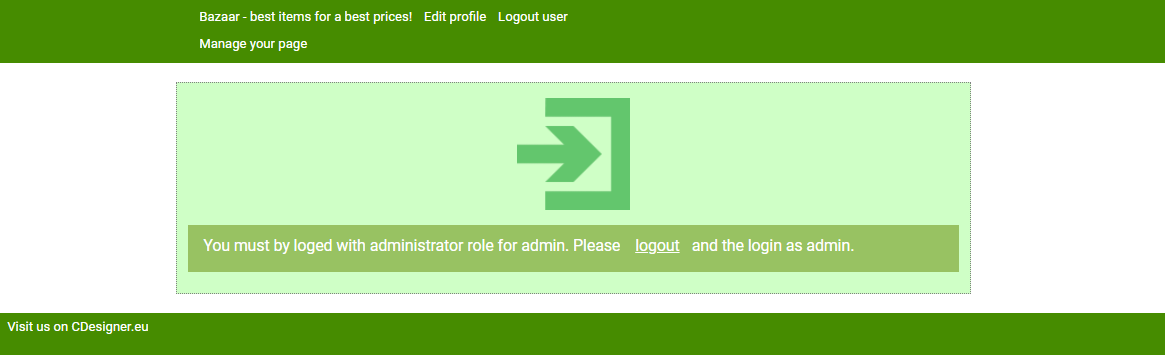 Bazaar - best items for a best prices! Edit profile Logout user
Manage your page
You must by loged with administrator role for admin. Please logout and the login as admin.
Visit us on CDesigner.eu